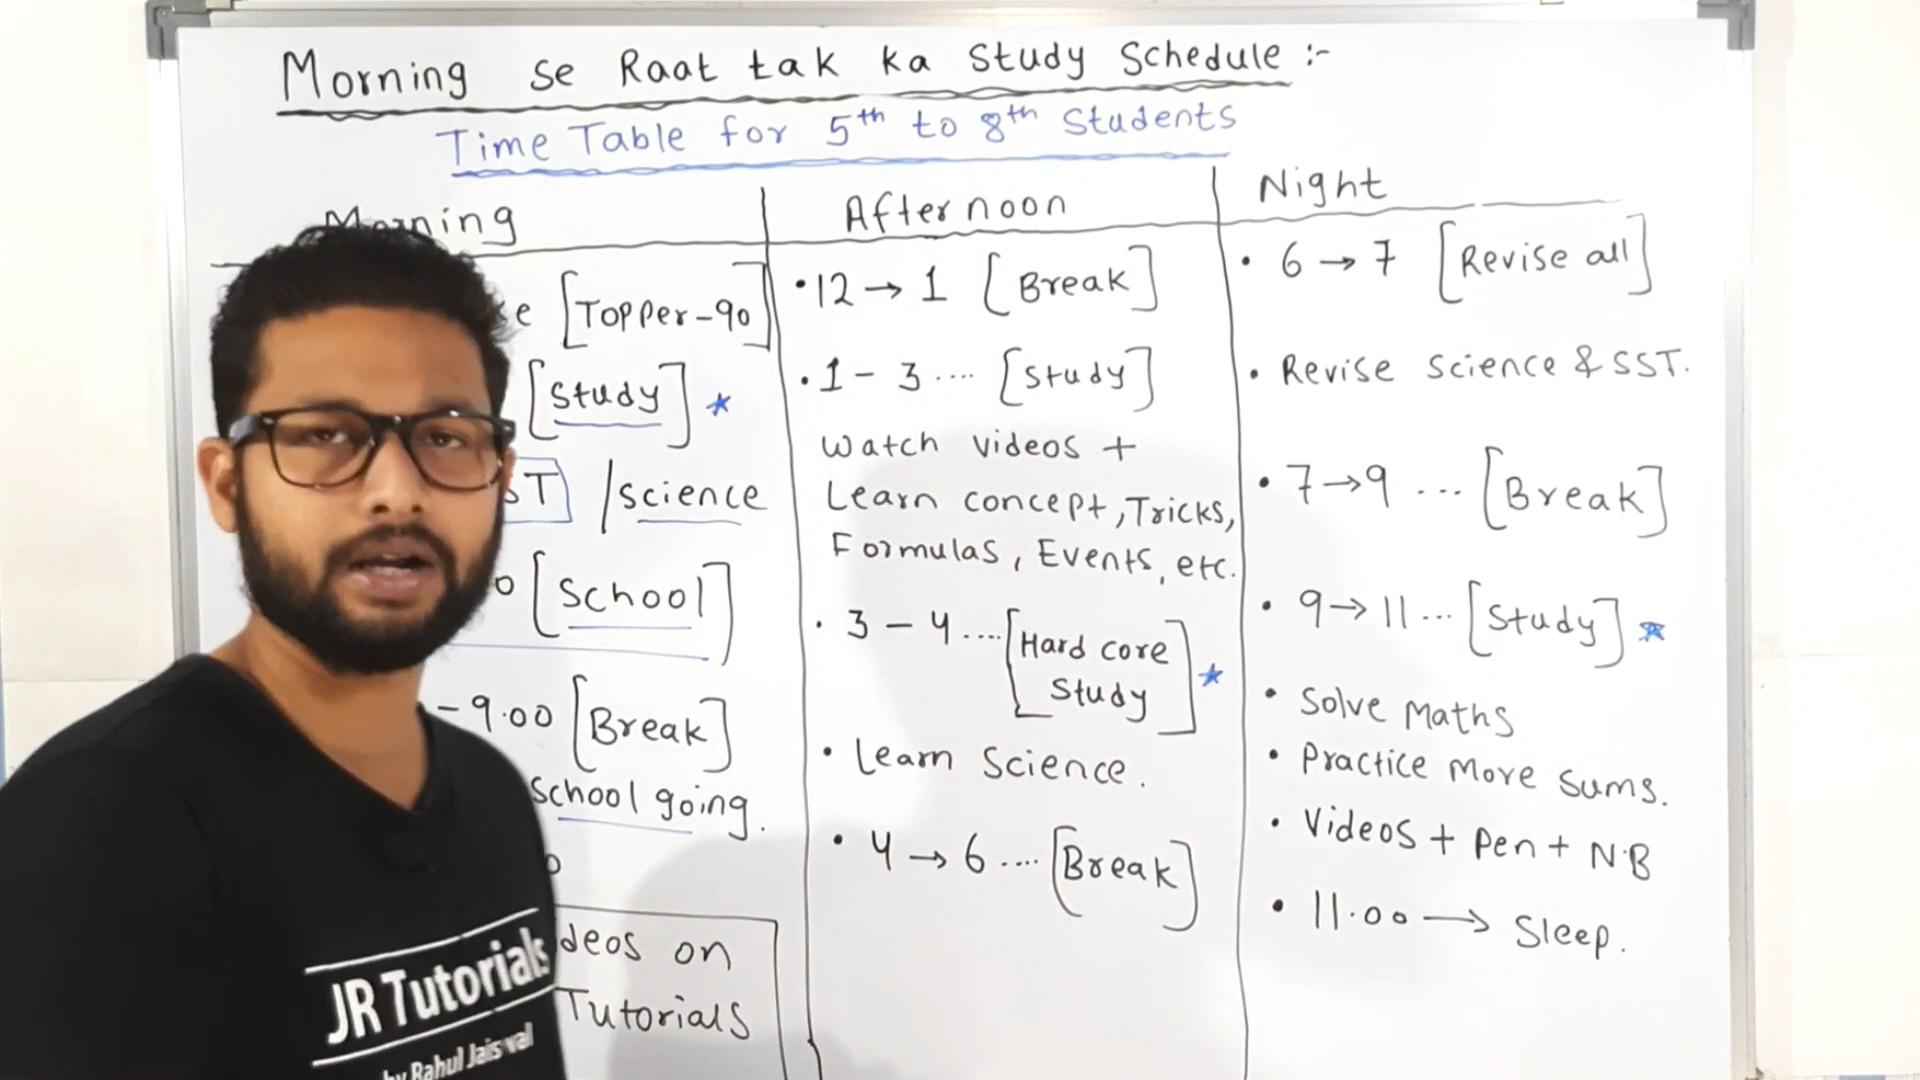 Morning se Raat tak ka Study Schedule :-
Time Table for 5th to 8th Students
Morning
[Topper-90]
[Study] ★
/science
[School]
-9.00 [Break]
School going.
on
Tutorials
Afternoon
• 12 → 1 [Break]
• 1 - 3 .... [Study]
Watch videos +
Learn concept, Tricks,
Formulas, Events, etc.
• 3 - 4 .... [Hard core
Study] ★
• Learn Science.
• 4 → 6 .... [Break]
Night
• 6 → 7 [Revise all]
• Revise science & SST.
• 7 → 9 ... [Break]
• 9 → 11 ... [Study] ★
• Solve Maths
• Practice More Sums.
• Videos + Pen + N.B
• 11.00 → Sleep.
JR Tutorials
by Rahul Jaiswal